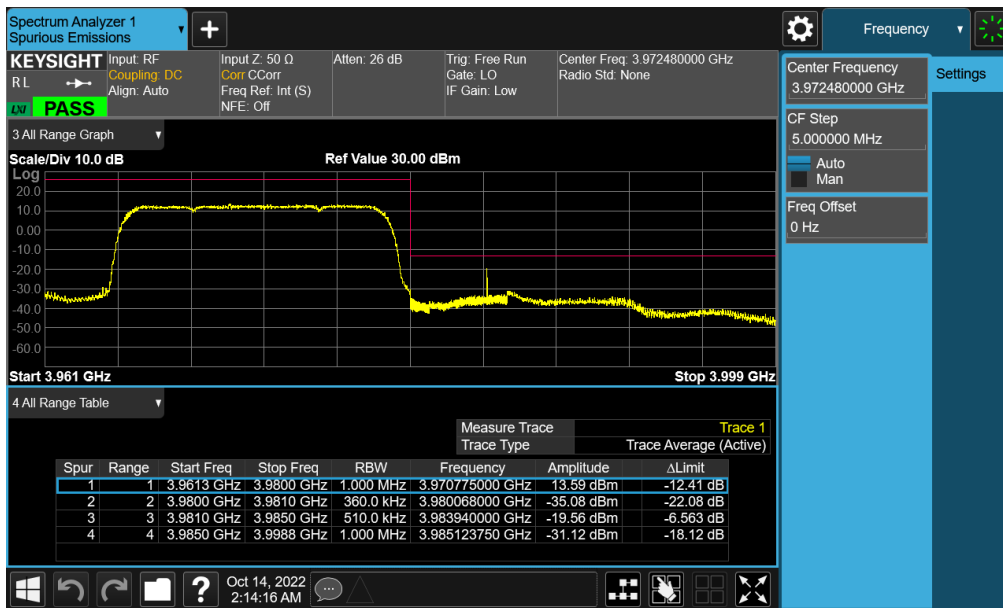 Spectrum Analyzer 1
Spurious Emissions
Frequency
KEYSIGHT Input: RF Input Z: 50 Ω Atten: 26 dB Trig: Free Run Center Freq: 3.972480000 GHz
R L Coupling: DC Corr CCorr Gate: LO Radio Std: None
Align: Auto Freq Ref: Int (S) IF Gain: Low
LXI PASS NFE: Off
Center Frequency
3.972480000 GHz
Settings
CF Step
5.000000 MHz
Auto
Man
Freq Offset
0 Hz
3 All Range Graph
Scale/Div 10.0 dB Ref Value 30.00 dBm
Log
20.0
10.0
0.00
-10.0
-20.0
-30.0
-40.0
-50.0
-60.0
Start 3.961 GHz Stop 3.999 GHz
4 All Range Table
Measure Trace Trace 1
Trace Type Trace Average (Active)
Spur Range Start Freq Stop Freq RBW Frequency Amplitude ΔLimit
1 1 3.9613 GHz 3.9800 GHz 1.000 MHz 3.970775000 GHz 13.59 dBm -12.41 dB
2 2 3.9800 GHz 3.9810 GHz 360.0 kHz 3.980068000 GHz -35.08 dBm -22.08 dB
3 3 3.9810 GHz 3.9850 GHz 510.0 kHz 3.983940000 GHz -19.56 dBm -6.563 dB
4 4 3.9850 GHz 3.9988 GHz 1.000 MHz 3.985123750 GHz -31.12 dBm -18.12 dB
Oct 14, 2022
2:14:16 AM